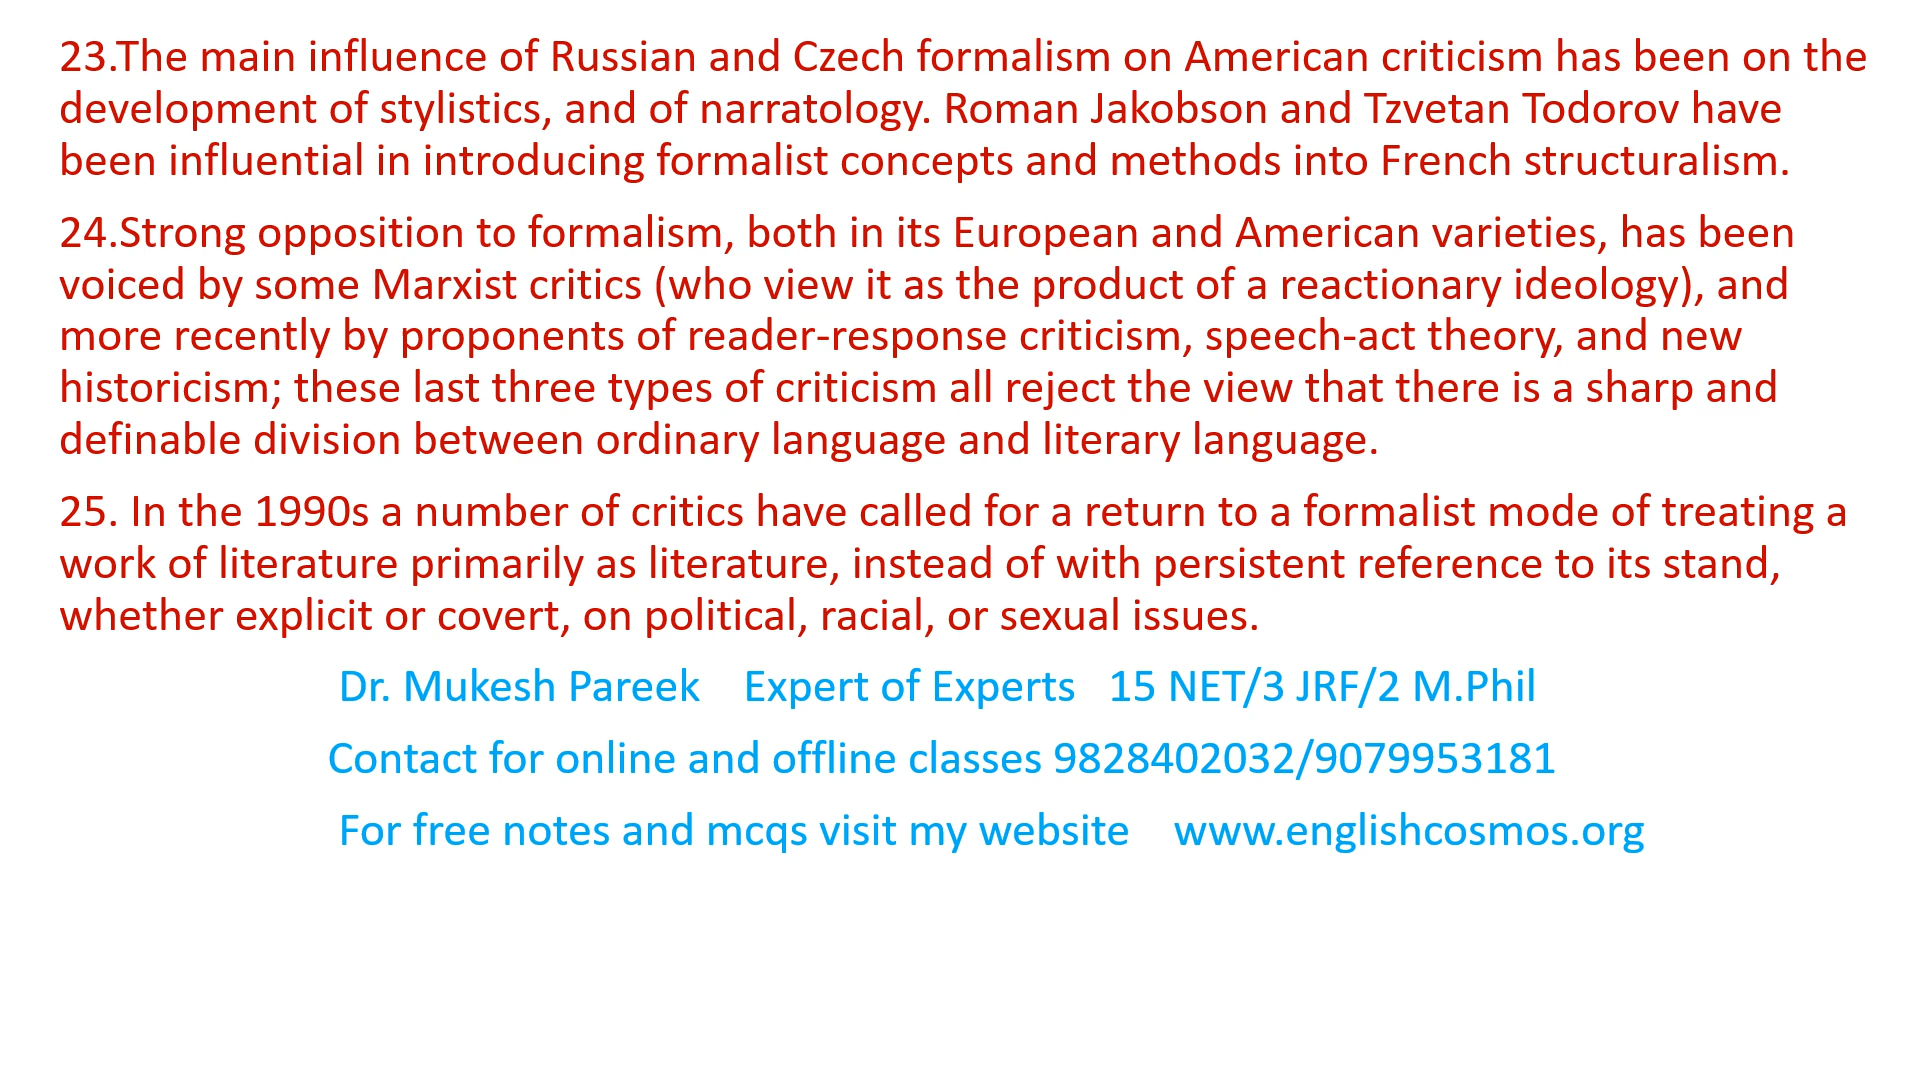 23.The main influence of Russian and Czech formalism on American criticism has been on the
development of stylistics, and of narratology. Roman Jakobson and Tzvetan Todorov have
been influential in introducing formalist concepts and methods into French structuralism.
24.Strong opposition to formalism, both in its European and American varieties, has been
voiced by some Marxist critics (who view it as the product of a reactionary ideology), and
more recently by proponents of reader-response criticism, speech-act theory, and new
historicism; these last three types of criticism all reject the view that there is a sharp and
definable division between ordinary language and literary language.
25. In the 1990s a number of critics have called for a return to a formalist mode of treating a
work of literature primarily as literature, instead of with persistent reference to its stand,
whether explicit or covert, on political, racial, or sexual issues.
Dr. Mukesh Pareek Expert of Experts 15 NET/3 JRF/2 M.Phil
Contact for online and offline classes 9828402032/9079953181
For free notes and mcqs visit my website www.englishcosmos.org